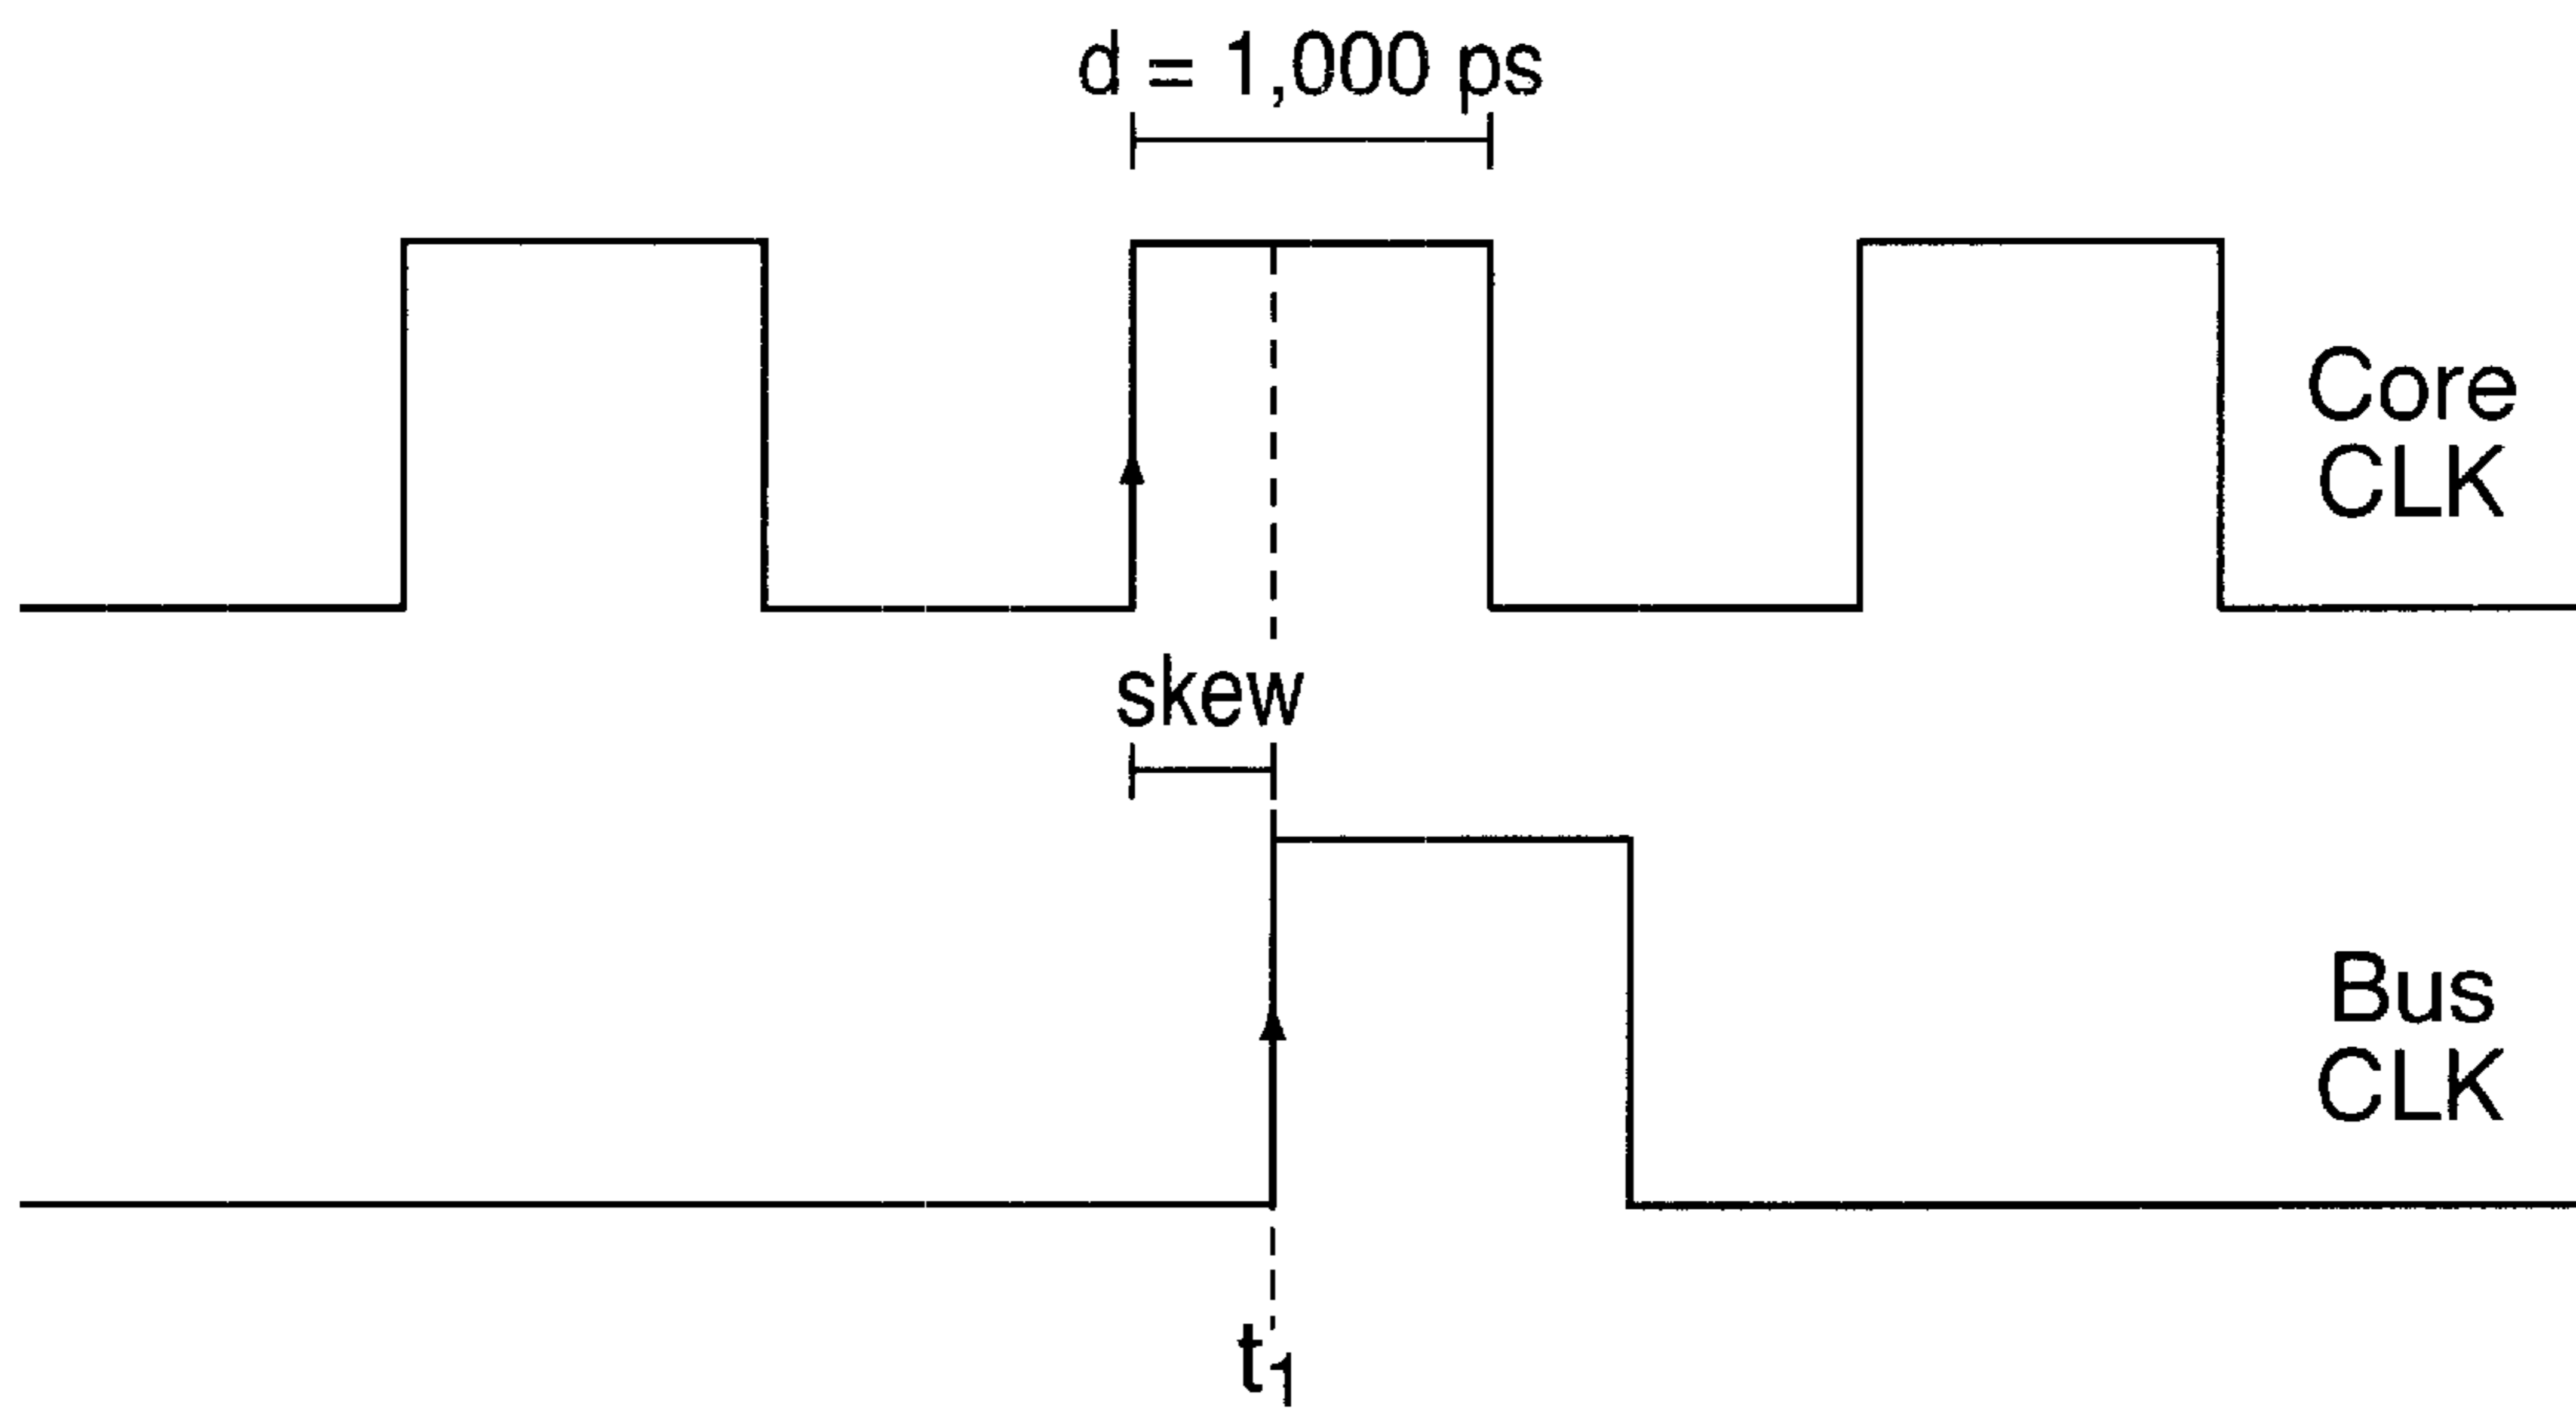 d = 1,000 ps
Core
CLK
skew
Bus
CLK
t₁